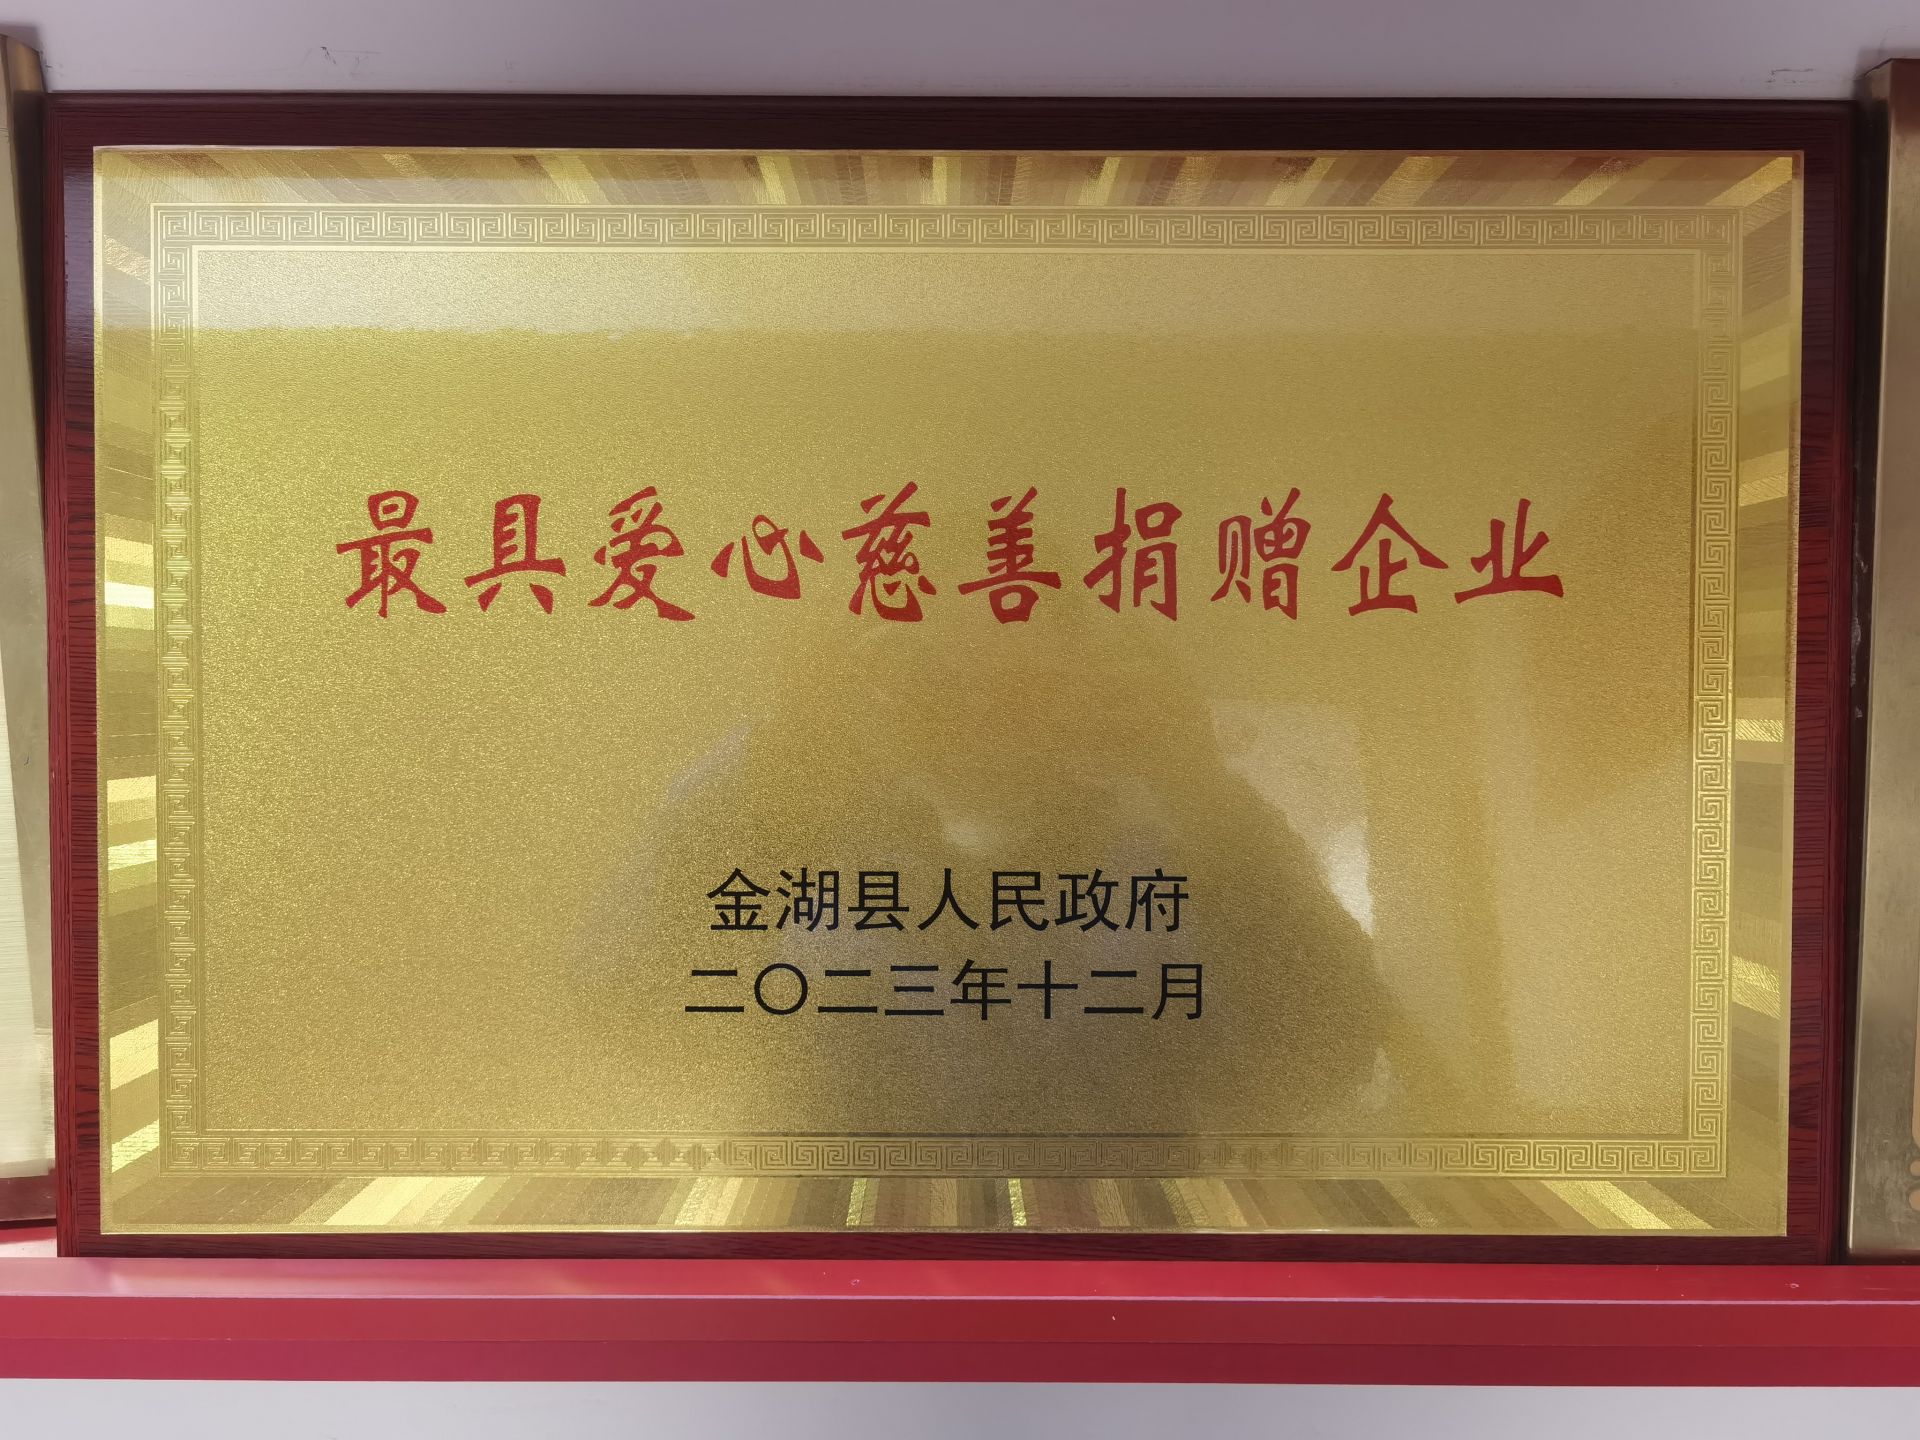 最具爱心慈善捐赠企业
金湖县人民政府
二〇二三年十二月